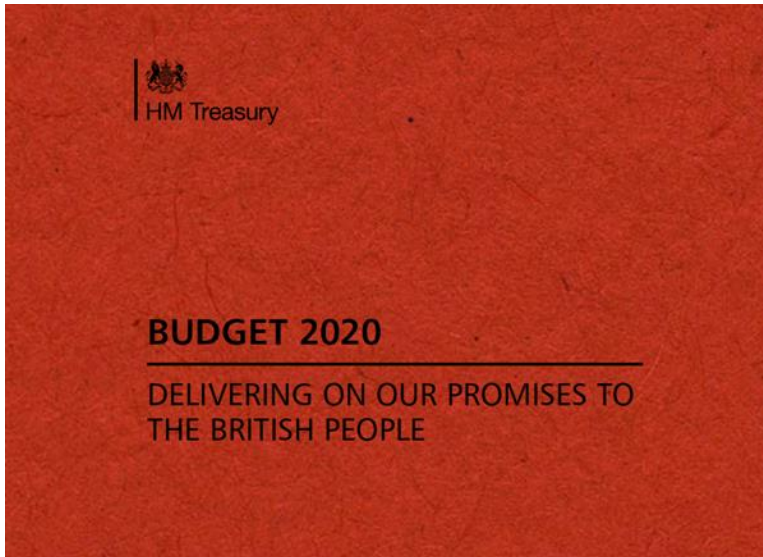 HM Treasury
BUDGET 2020
DELIVERING ON OUR PROMISES TO
THE BRITISH PEOPLE